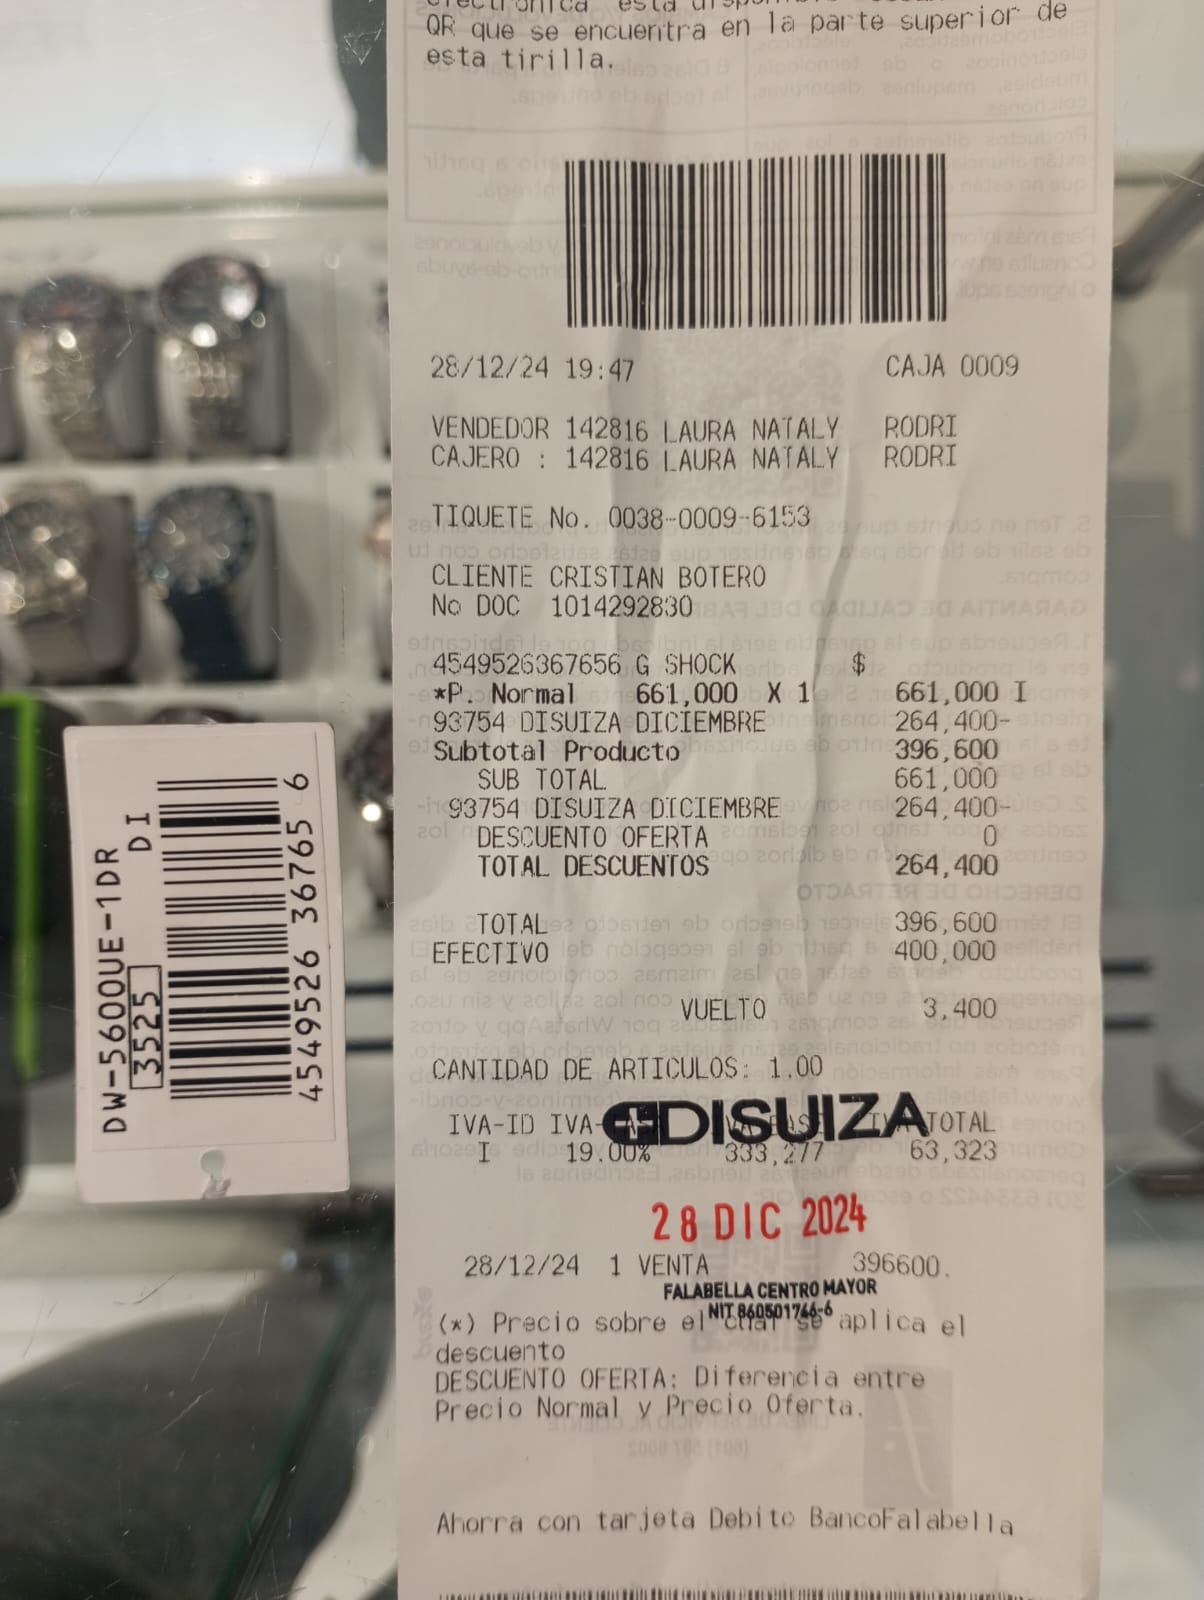 QR que se encuentra en la parte superior de
esta tirilla.
28/12/24 19:47 CAJA 0009
VENDEDOR 142816 LAURA NATALY RODRI
CAJERO : 142816 LAURA NATALY RODRI
TIQUETE No. 0038-0009-6153
CLIENTE CRISTIAN BOTERO
No DOC 1014292830
4549526367656 G SHOCK $
*P. Normal 661,000 X 1 661,000 I
93754 DISUIZA DICIEMBRE 264,400-
Subtotal Producto 396,600
SUB TOTAL 661,000
93754 DISUIZA DICIEMBRE 264,400-
DESCUENTO OFERTA 0
TOTAL DESCUENTOS 264,400
TOTAL 396,600
EFECTIVO 400,000
VUELTO 3,400
CANTIDAD DE ARTICULOS: 1.00
DISUIZA
IVA-ID IVA- IVA TOTAL
I 19.00% 333,277 63,323
28 DIC 2024
28/12/24 1 VENTA 396600.
FALABELLA CENTRO MAYOR
NIT 860501766-6
(*) Precio sobre el cual se aplica el
descuento
DESCUENTO OFERTA: Diferencia entre
Precio Normal y Precio Oferta.
Ahorra con tarjeta Debito BancoFalabella
DW-5600UE-1DR
3525 DI
4549526 36765 6